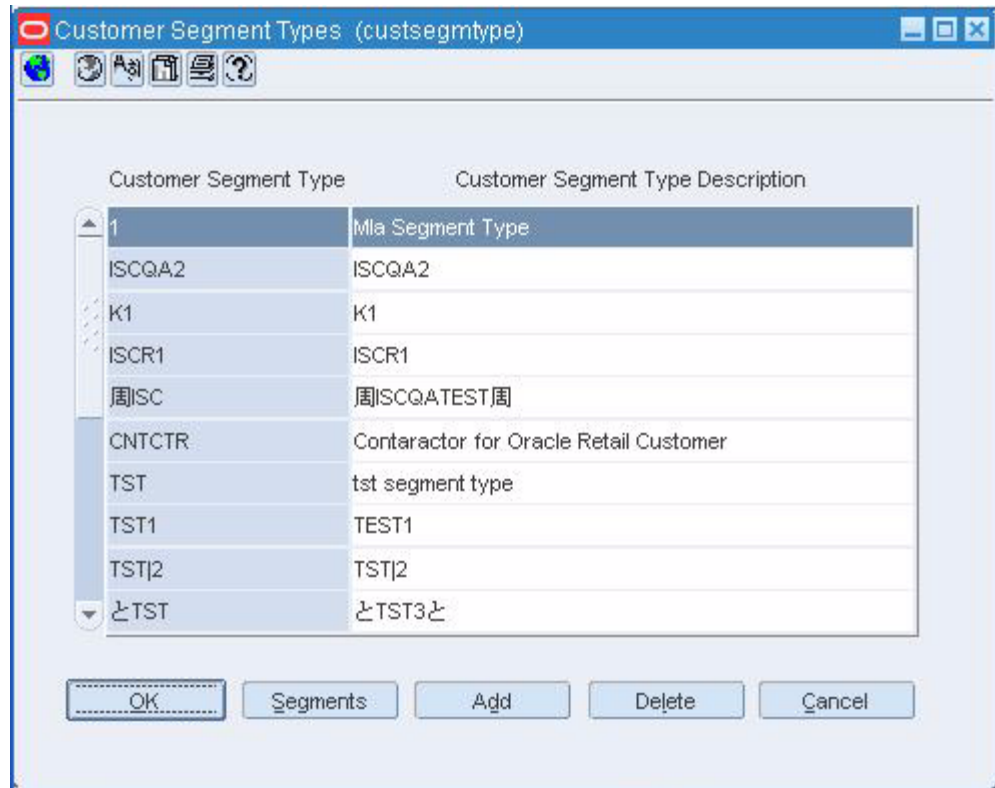 Customer Segment Types (custsegmtype)
Customer Segment Type Customer Segment Type Description
1 Mla Segment Type
ISCQA2 ISCQA2
K1 K1
ISCR1 ISCR1
周ISC 周ISCQATEST周
CNTCTR Contaractor for Oracle Retail Customer
TST tst segment type
TST1 TEST1
TST|2 TST|2
とTST とTST3と
OK Segments Add Delete Cancel